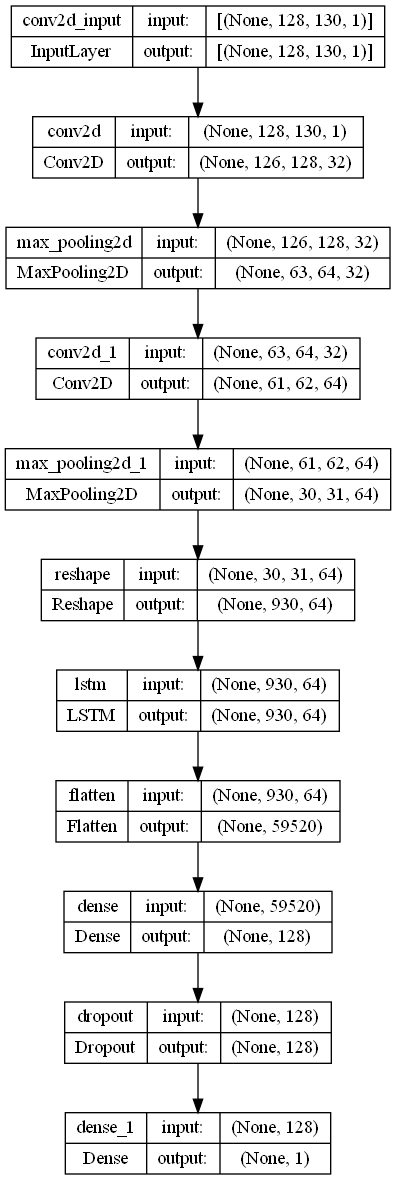 conv2d_input input: [(None, 128, 130, 1)]
InputLayer output: [(None, 128, 130, 1)]
conv2d input: (None, 128, 130, 1)
Conv2D output: (None, 126, 128, 32)
max_pooling2d input: (None, 126, 128, 32)
MaxPooling2D output: (None, 63, 64, 32)
conv2d_1 input: (None, 63, 64, 32)
Conv2D output: (None, 61, 62, 64)
max_pooling2d_1 input: (None, 61, 62, 64)
MaxPooling2D output: (None, 30, 31, 64)
reshape input: (None, 30, 31, 64)
Reshape output: (None, 930, 64)
lstm input: (None, 930, 64)
LSTM output: (None, 930, 64)
flatten input: (None, 930, 64)
Flatten output: (None, 59520)
dense input: (None, 59520)
Dense output: (None, 128)
dropout input: (None, 128)
Dropout output: (None, 128)
dense_1 input: (None, 128)
Dense output: (None, 1)